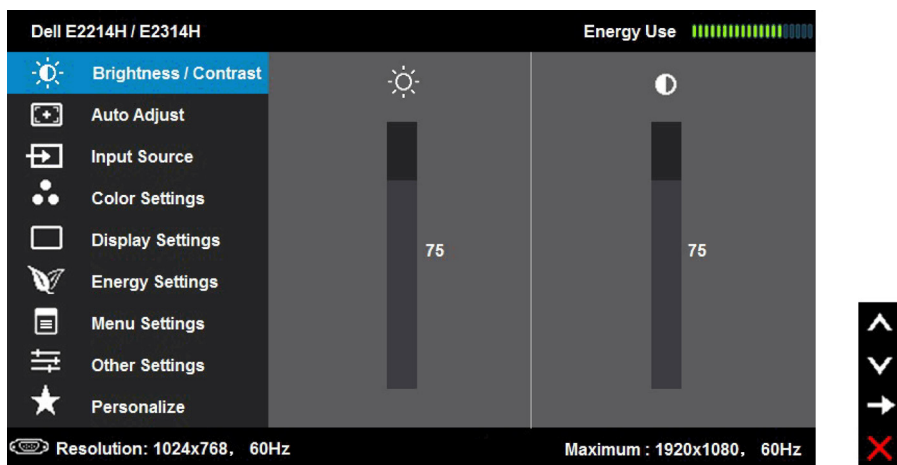 Dell E2214H / E2314H Energy Use
Brightness / Contrast
Auto Adjust
Input Source
Color Settings
Display Settings
75 75
Energy Settings
Menu Settings
Other Settings
Personalize
Resolution: 1024x768, 60Hz Maximum : 1920x1080, 60Hz